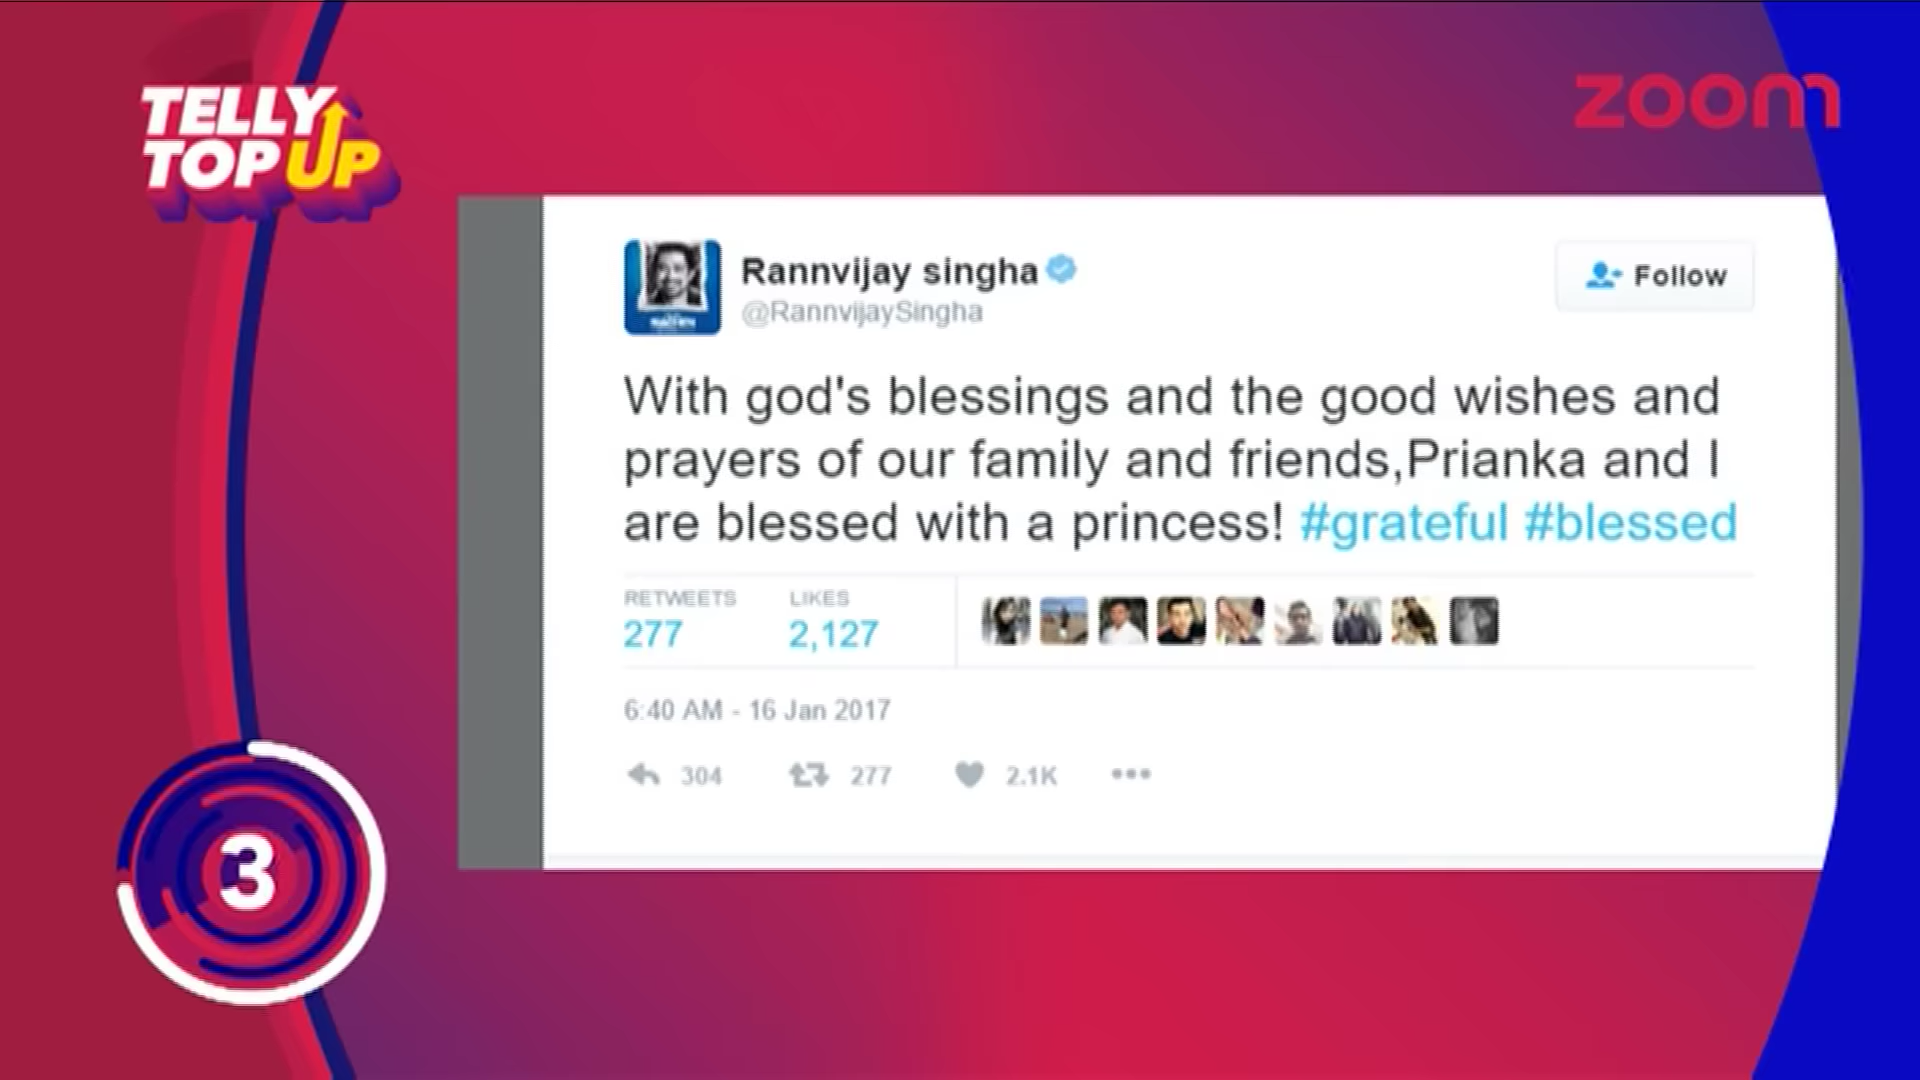 TELLY
TOP UP
zoom
Rannvijay singha
@RannvijaySingha
Follow
With god's blessings and the good wishes and
prayers of our family and friends,Prianka and I
are blessed with a princess! #grateful #blessed
RETWEETS LIKES
277 2,127
6:40 AM - 16 Jan 2017
304 277 2.1K
3